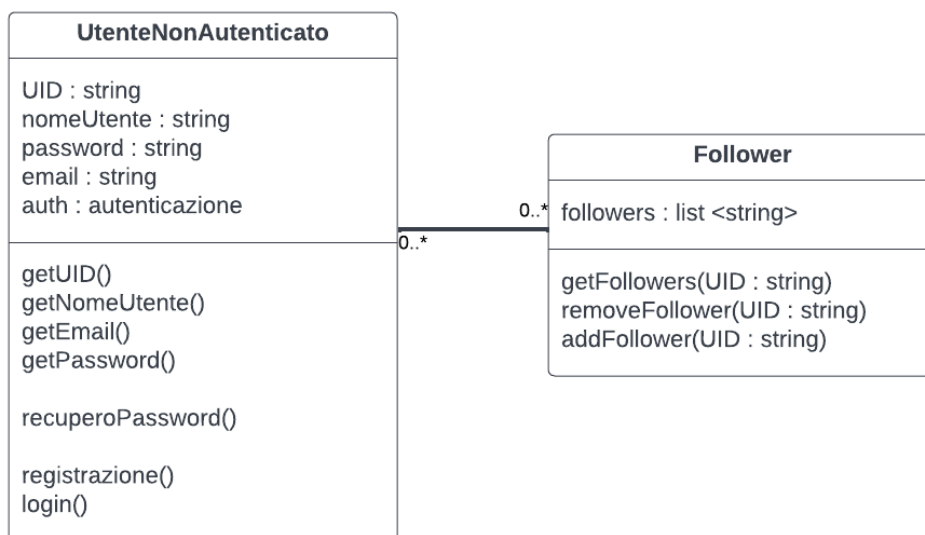 UtenteNonAutenticato
UID : string
nomeUtente : string
password : string
email : string
auth : autenticazione
getUID()
getNomeUtente()
getEmail()
getPassword()
recuperoPassword()
registrazione()
login()
0..*
0..*
Follower
followers : list <string>
getFollowers(UID : string)
removeFollower(UID : string)
addFollower(UID : string)